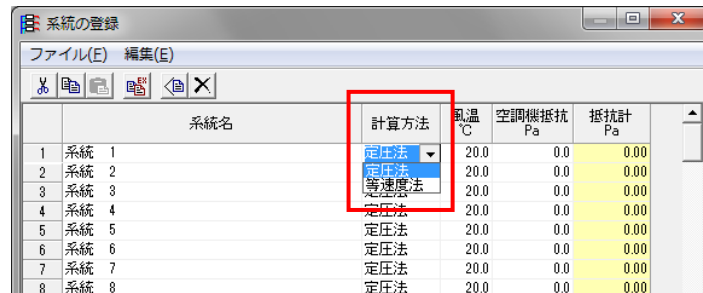 系統の登録
ファイル(F) 編集(E)
系統名 計算方法 風温 ℃ 空調機抵抗 Pa 抵抗計 Pa
1 系統 1 定圧法 20.0 0.0 0.00
2 系統 2 定圧法 20.0 0.0 0.00
3 系統 3 等速度法 20.0 0.0 0.00
4 系統 4 定圧法 20.0 0.0 0.00
5 系統 5 定圧法 20.0 0.0 0.00
6 系統 6 定圧法 20.0 0.0 0.00
7 系統 7 定圧法 20.0 0.0 0.00
8 系統 8 定圧法 20.0 0.0 0.00